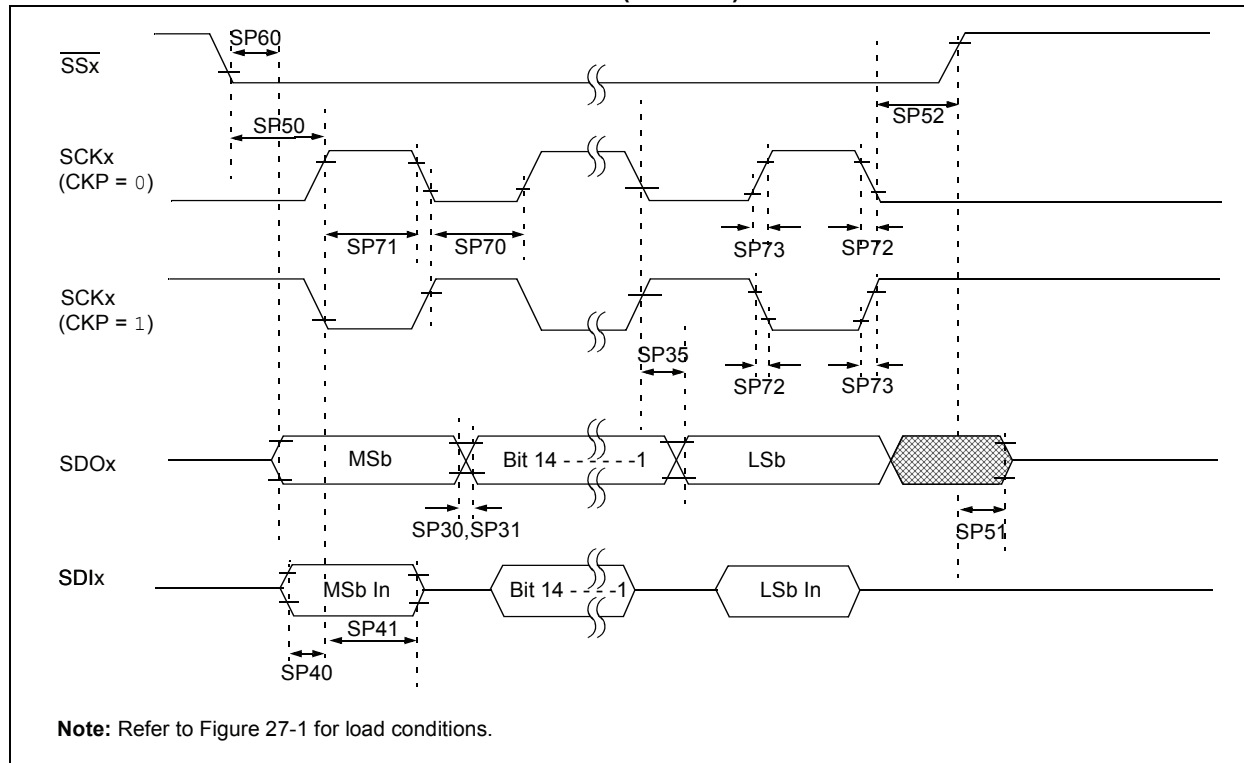 SP60
SSx
SP50
SP52
SCKx
(CKP = 0)
SP71
SP70
SP73
SP72
SCKx
(CKP = 1)
SP35
SP72
SP73
SDOx
MSb
Bit 14 - - - - - -1
LSb
SP30,SP31
SP51
SDIx
MSb In
Bit 14 - - - -1
LSb In
SP41
SP40
Note: Refer to Figure 27-1 for load conditions.